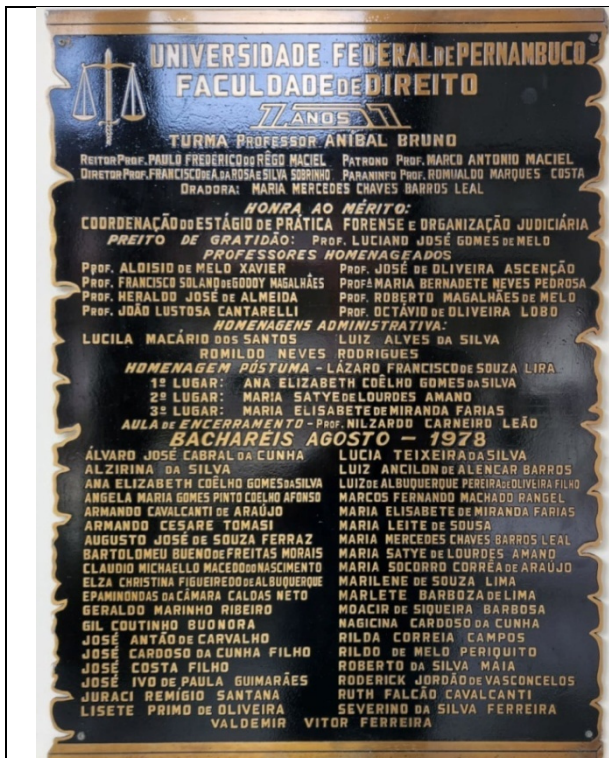 UNIVERSIDADE FEDERAL DE PERNAMBUCO
FACULDADE DE DIREITO
ANOS
TURMA PROFESSOR ANÍBAL BRUNO
REITOR PROF. PAULO FREDERICO DO RÊGO MACIEL PATRONO PROF. MARCO ANTONIO MACIEL
DIRETOR PROF. FRANCISCO DE A. DA ROSA E SILVA SOBRINHO PARANINFO PROF. ROMUALDO MARQUES COSTA
ORADORA: MARIA MERCEDES CHAVES BARROS LEAL
HONRA AO MÉRITO:
COORDENAÇÃO DO ESTÁGIO DE PRÁTICA FORENSE E ORGANIZAÇÃO JUDICIÁRIA
PREITO DE GRATIDÃO: PROF. LUCIANO JOSÉ GOMES DE MELO
PROFESSORES HOMENAGEADOS
PROF. ALOISIO DE MELO XAVIER PROF. JOSÉ DE OLIVEIRA ASCENÇÃO
PROF. FRANCISCO SOLANO DE GODOY MAGALHÃES PROFª MARIA BERNADETE NEVES PEDROSA
PROF. HERALDO JOSÉ DE ALMEIDA PROF. ROBERTO MAGALHÃES DE MELO
PROF. JOÃO LUSTOSA CANTARELLI PROF. OCTÁVIO DE OLIVEIRA LOBO
HOMENAGENS ADMINISTRATIVA:
LUCILA MACÁRIO DOS SANTOS LUIZ ALVES DA SILVA
ROMILDO NEVES RODRIGUES
HOMENAGEM PÓSTUMA - LÁZARO FRANCISCO DE SOUZA LIRA
1º LUGAR: ANA ELIZABETH COÊLHO GOMES DA SILVA
2º LUGAR: MARIA SATYE DE LOURDES AMANO
3º LUGAR: MARIA ELISABETE DE MIRANDA FARIAS
AULA DE ENCERRAMENTO - PROF. NILZARDO CARNEIRO LEÃO
BACHARÉIS AGOSTO - 1978
ÁLVARO JOSÉ CABRAL DA CUNHA LUCIA TEIXEIRA DA SILVA
ALZIRINA DA SILVA LUIZ ANCILON DE ALENCAR BARROS
ANA ELIZABETH COÊLHO GOMES DA SILVA LUIZ DE ALBUQUERQUE PEREIRA DE OLIVEIRA FILHO
ANGELA MARIA GOMES PINTO COELHO AFONSO MARCOS FERNANDO MACHADO RANGEL
ARMANDO CAVALCANTI DE ARAÚJO MARIA ELISABETE DE MIRANDA FARIAS
ARMANDO CESARE TOMASI MARIA LEITE DE SOUSA
AUGUSTO JOSÉ DE SOUZA FERRAZ MARIA MERCEDES CHAVES BARROS LEAL
BARTOLOMEU BUENO DE FREITAS MORAIS MARIA SATYE DE LOURDES AMANO
CLAUDIO MICHAELLO MACEDO DO NASCIMENTO MARIA SOCORRO CORRÊA DE ARAÚJO
ELZA CHRISTINA FIGUEIREDO DE ALBUQUERQUE MARILENE DE SOUZA LIMA
EPAMINONDAS DA CÂMARA CALDAS NETO MARLETE BARBOZA DE LIMA
GERALDO MARINHO RIBEIRO MOACIR DE SIQUEIRA BARBOSA
GIL COUTINHO BUONORA NAGICINA CARDOSO DA CUNHA
JOSÉ ANTÃO DE CARVALHO RILDA CORREIA CAMPOS
JOSÉ CARDOSO DA CUNHA FILHO RILDO DE MELO PERIQUITO
JOSÉ COSTA FILHO ROBERTO DA SILVA MAIA
JOSÉ IVO DE PAULA GUIMARÃES RODERICK JORDÃO DE VASCONCELOS
JURACI REMÍGIO SANTANA RUTH FALCÃO CAVALCANTI
LISETE PRIMO DE OLIVEIRA SEVERINO DA SILVA FERREIRA
VALDEMIR VITOR FERREIRA